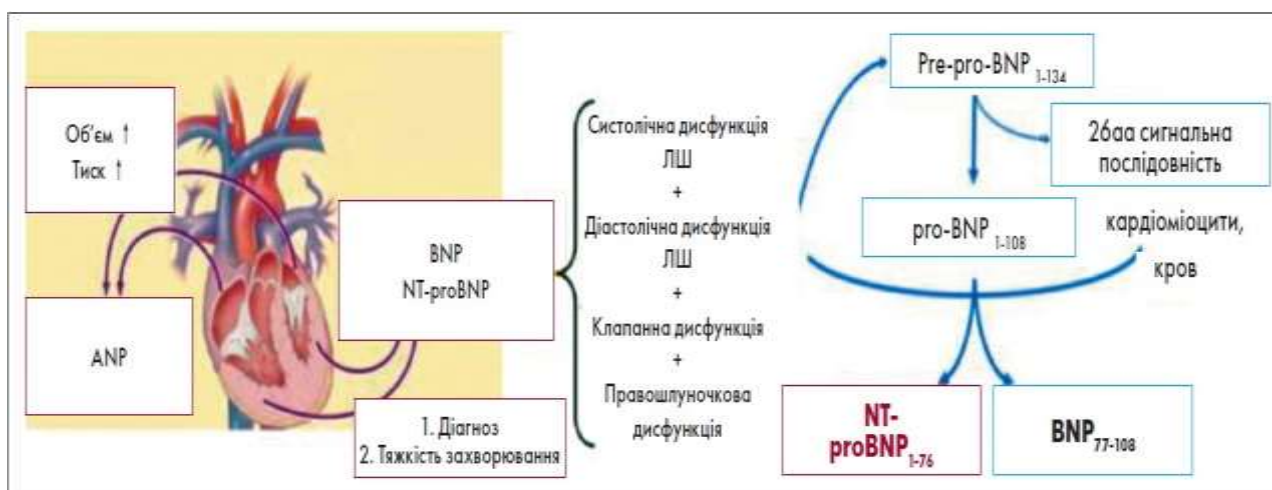 Об’єм ↑
Тиск ↑
ANP
BNP
NT-proBNP
1. Діагноз
2. Тяжкість захворювання
Систолічна дисфункція
ЛШ
+
Діастолічна дисфункція
ЛШ
+
Клапанна дисфункція
+
Правошлуночкова
дисфункція
Pre-pro-BNP 1-134
26аа сигнальна
послідовність
pro-BNP 1-108
кардіоміоцити,
кров
NT-
proBNP1-76
BNP77-108